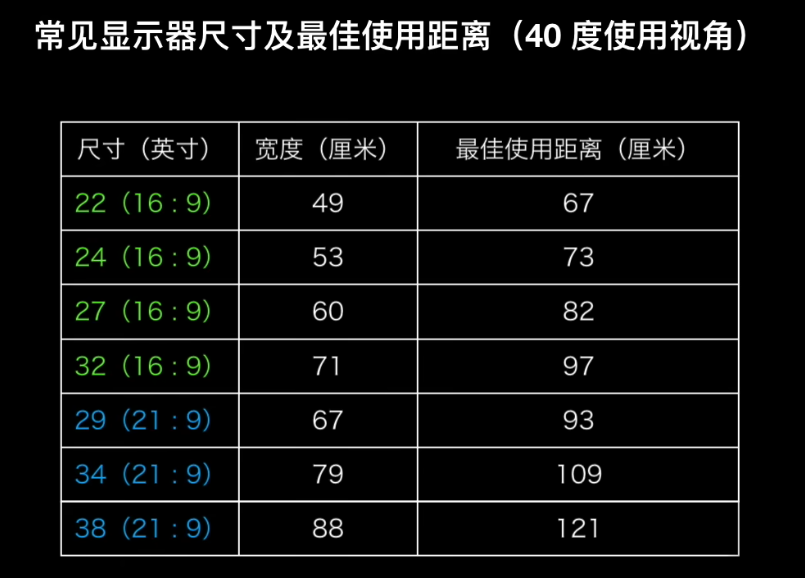 常见显示器尺寸及最佳使用距离（40 度使用视角）
尺寸（英寸） 宽度（厘米） 最佳使用距离（厘米）
22（16 : 9） 49 67
24（16 : 9） 53 73
27（16 : 9） 60 82
32（16 : 9） 71 97
29（21 : 9） 67 93
34（21 : 9） 79 109
38（21 : 9） 88 121